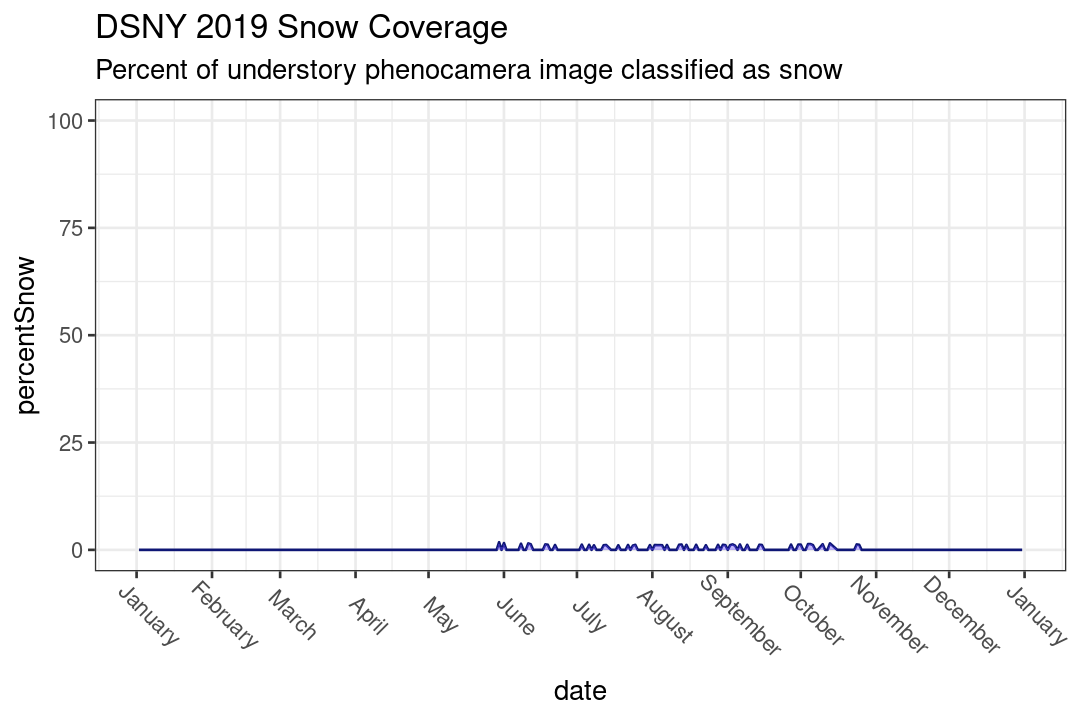 DSNY 2019 Snow Coverage
Percent of understory phenocamera image classified as snow
percentSnow
100
75
50
25
0
January
February
March
April
May
June
July
August
September
October
November
December
January
date